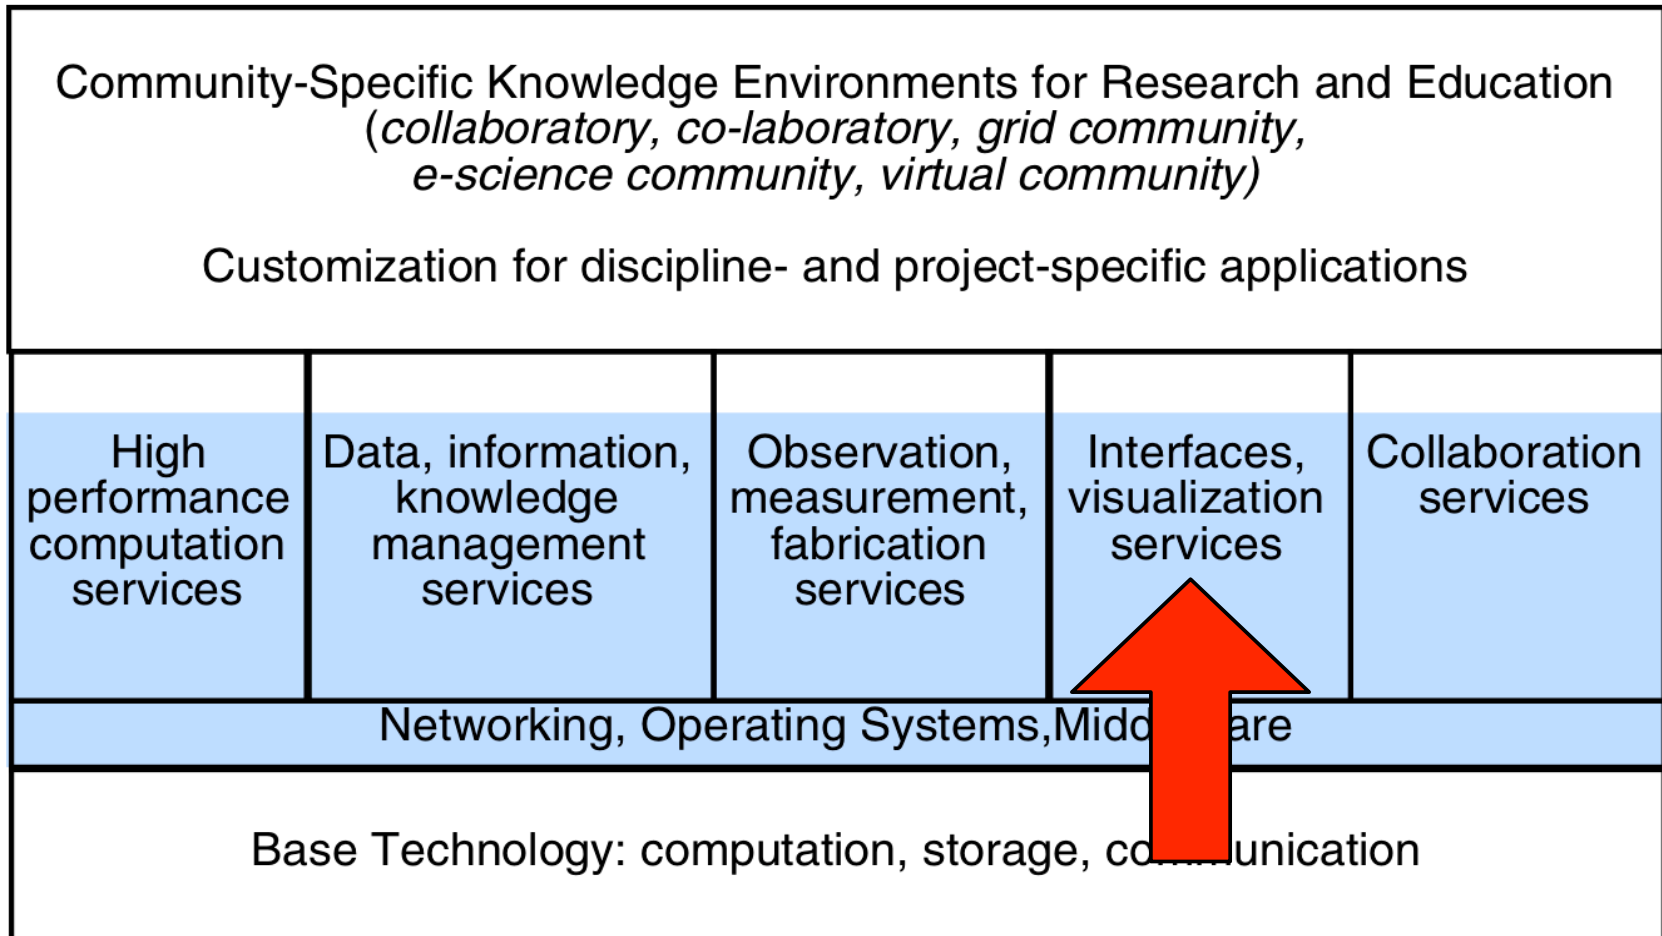 Community-Specific Knowledge Environments for Research and Education
(collaboratory, co-laboratory, grid community,
e-science community, virtual community)
Customization for discipline- and project-specific applications
High
performance
computation
services
Data, information,
knowledge
management
services
Observation,
measurement,
fabrication
services
Interfaces,
visualization
services
Collaboration
services
Networking, Operating Systems,
Base Technology: computation, storage,